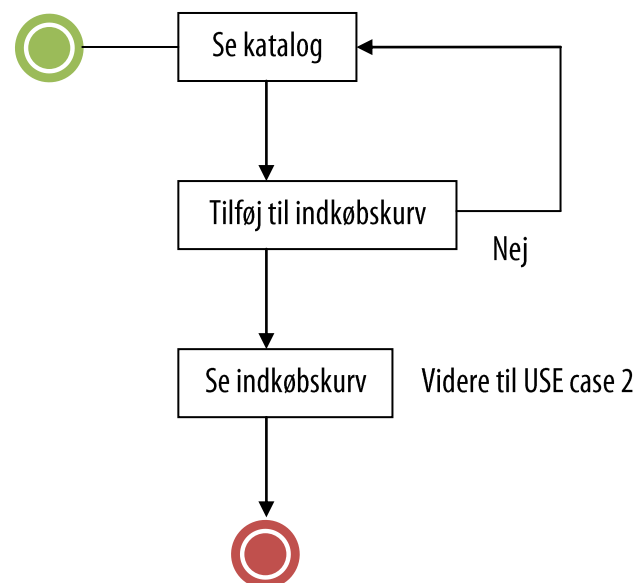 Se katalog
Tilføj til indkøbskurv
Nej
Se indkøbskurv
Videre til USE case 2